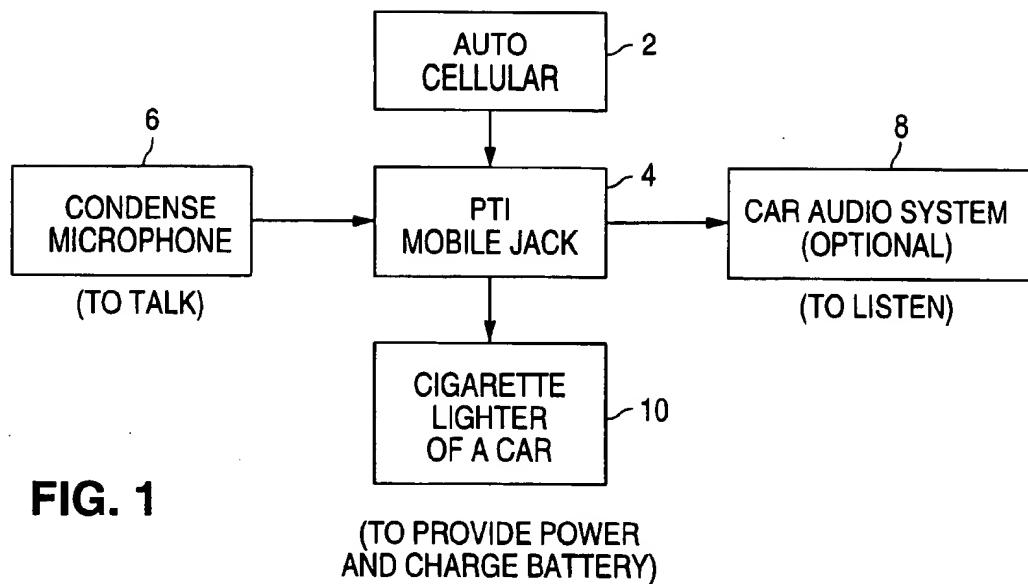 AUTO
CELLULAR
2
6
CONDENSE
MICROPHONE
(TO TALK)
PTI
MOBILE JACK
4
8
CAR AUDIO SYSTEM
(OPTIONAL)
(TO LISTEN)
CIGARETTE
LIGHTER
OF A CAR
10
FIG. 1
(TO PROVIDE POWER
AND CHARGE BATTERY)